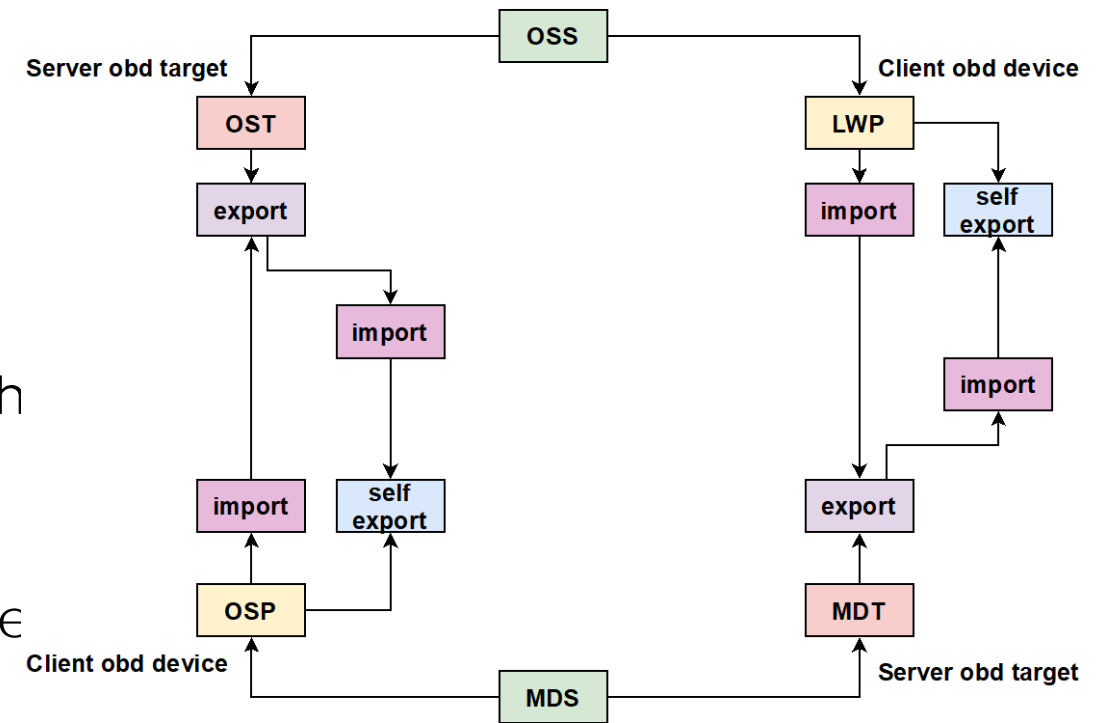 OSS
Server obd target
Client obd device
OST
LWP
export
import
self
export
import
h
import
import
self
export
export
OSP
MDT
e
Client obd device
Server obd target
MDS